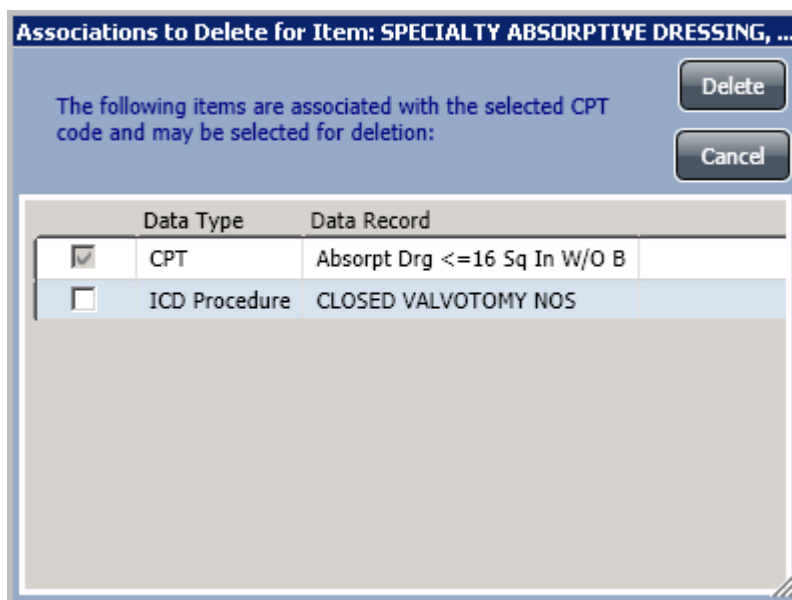 Associations to Delete for Item: SPECIALTY ABSORPTIVE DRESSING, ...
Delete
The following items are associated with the selected CPT
code and may be selected for deletion:
Cancel
Data Type Data Record
CPT Absorpt Drg <=16 Sq In W/O B
ICD Procedure CLOSED VALVOTOMY NOS